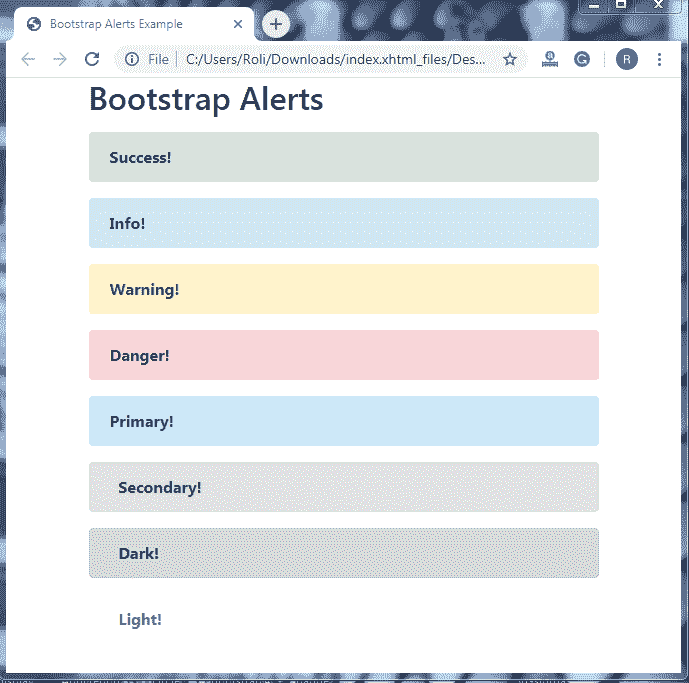 Bootstrap Alerts Example
File
C:/Users/Roli/Downloads/index.xhtml_files/Des...
R
Bootstrap Alerts
Success!
Info!
Warning!
Danger!
Primary!
Secondary!
Dark!
Light!